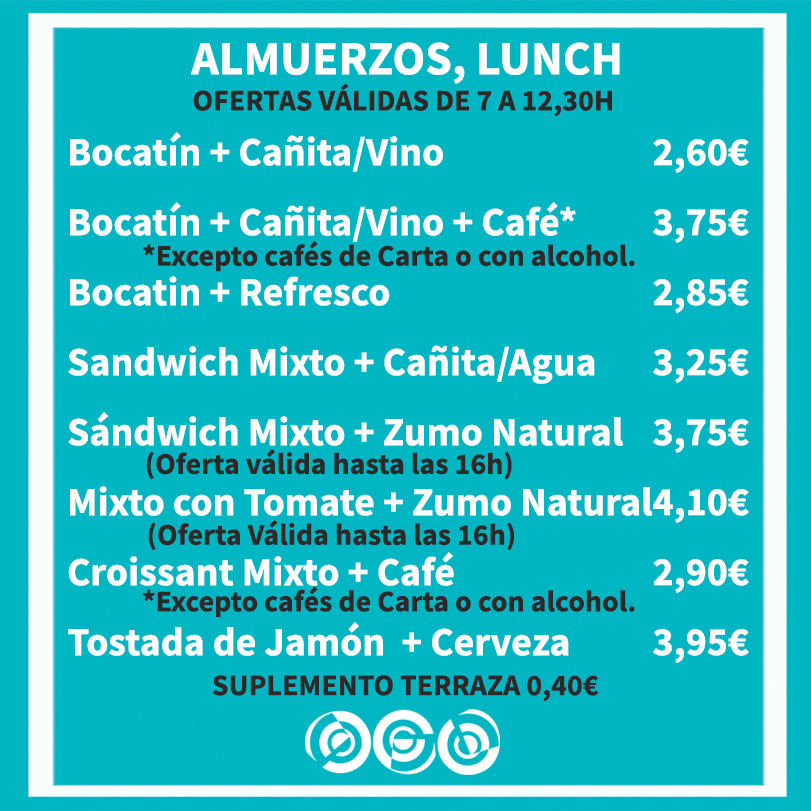 ALMUERZOS, LUNCH
OFERTAS VÁLIDAS DE 7 A 12,30H
Bocatín + Cañita/Vino 2,60€
Bocatín + Cañita/Vino + Café* 3,75€
*Excepto cafés de Carta o con alcohol.
Bocatin + Refresco 2,85€
Sandwich Mixto + Cañita/Agua 3,25€
Sándwich Mixto + Zumo Natural 3,75€
(Oferta válida hasta las 16h)
Mixto con Tomate + Zumo Natural 4,10€
(Oferta Válida hasta las 16h)
Croissant Mixto + Café 2,90€
*Excepto cafés de Carta o con alcohol.
Tostada de Jamón + Cerveza 3,95€
SUPLEMENTO TERRAZA 0,40€